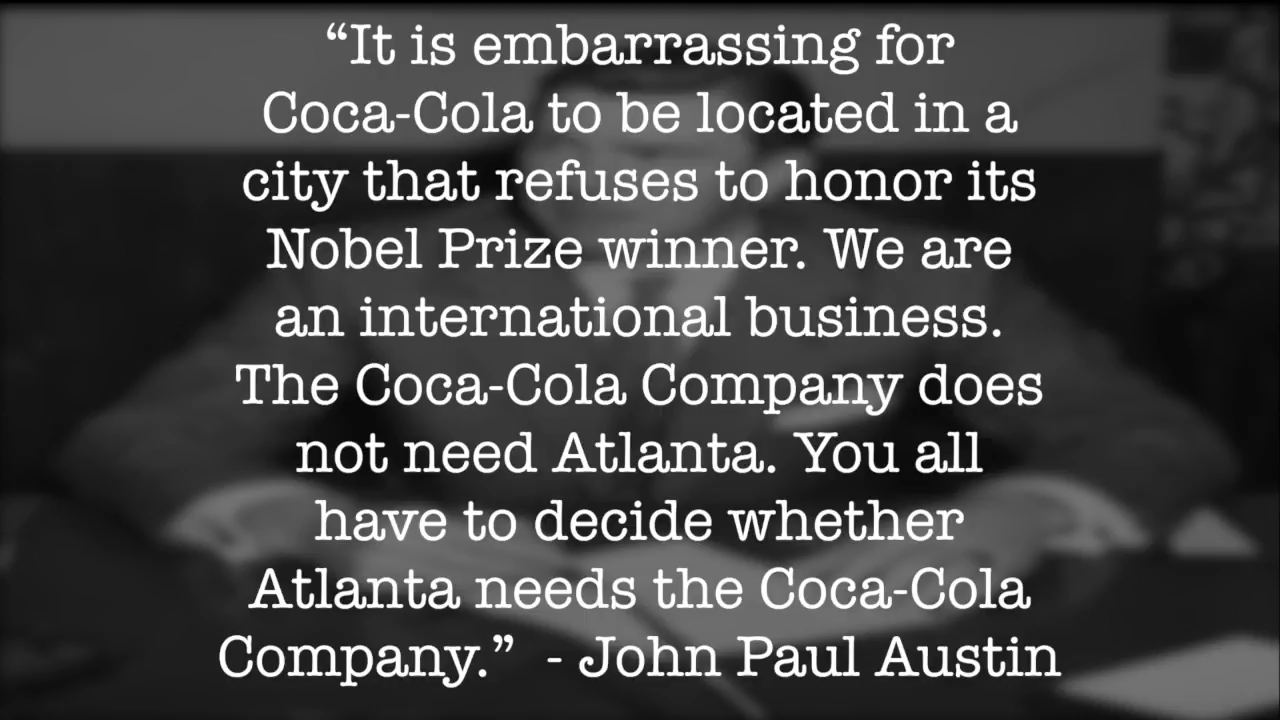 “It is embarrassing for
Coca-Cola to be located in a
city that refuses to honor its
Nobel Prize winner. We are
an international business.
The Coca-Cola Company does
not need Atlanta. You all
have to decide whether
Atlanta needs the Coca-Cola
Company.”  - John Paul Austin